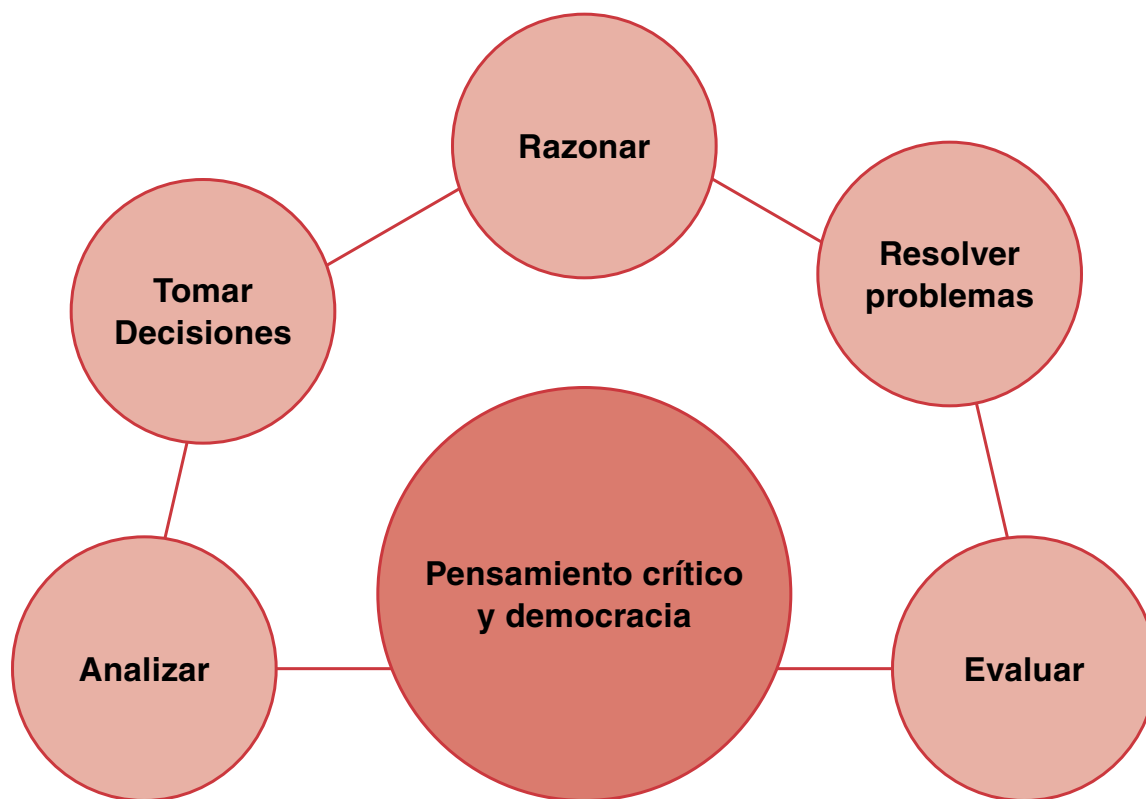 Razonar
Resolver
problemas
Tomar
Decisiones
Pensamiento crítico
y democracia
Analizar
Evaluar